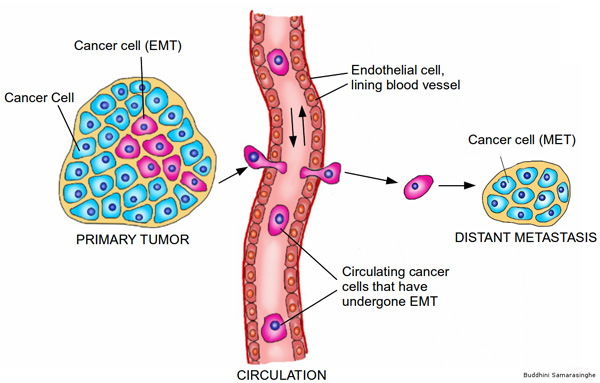 Cancer cell (EMT)
Cancer Cell
PRIMARY TUMOR
Endothelial cell,
lining blood vessel
Circulating cancer
cells that have
undergone EMT
CIRCULATION
Cancer cell (MET)
DISTANT METASTASIS
Buddhini Samarasinghe